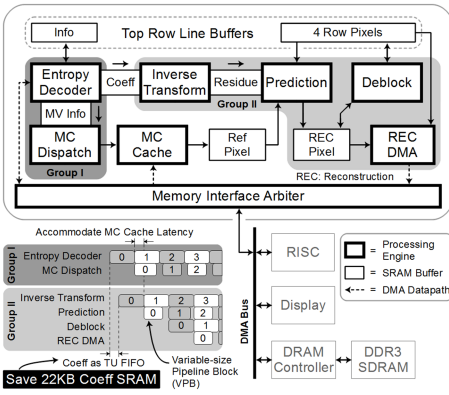 Top Row Line Buffers
Info
4 Row Pixels
Entropy Decoder
Coeff
Inverse Transform
Residue
Prediction
Deblock
Group II
MV Info
MC Dispatch
MC Cache
Ref Pixel
REC Pixel
REC DMA
Group I
REC: Reconstruction
Memory Interface Arbiter
Accommodate MC Cache Latency
Group I
Entropy Decoder 0 1 2 3
MC Dispatch 0 1 2
Group II
Inverse Transform 0 1 2 3
Prediction 0 1 2
Deblock 0 1
REC DMA 0
Coeff as TU FIFO
Save 22KB Coeff SRAM
Variable-size Pipeline Block (VPB)
DMA Bus
RISC
Display
DRAM Controller
DDR3 SDRAM
= Processing Engine
= SRAM Buffer
= DMA Datapath